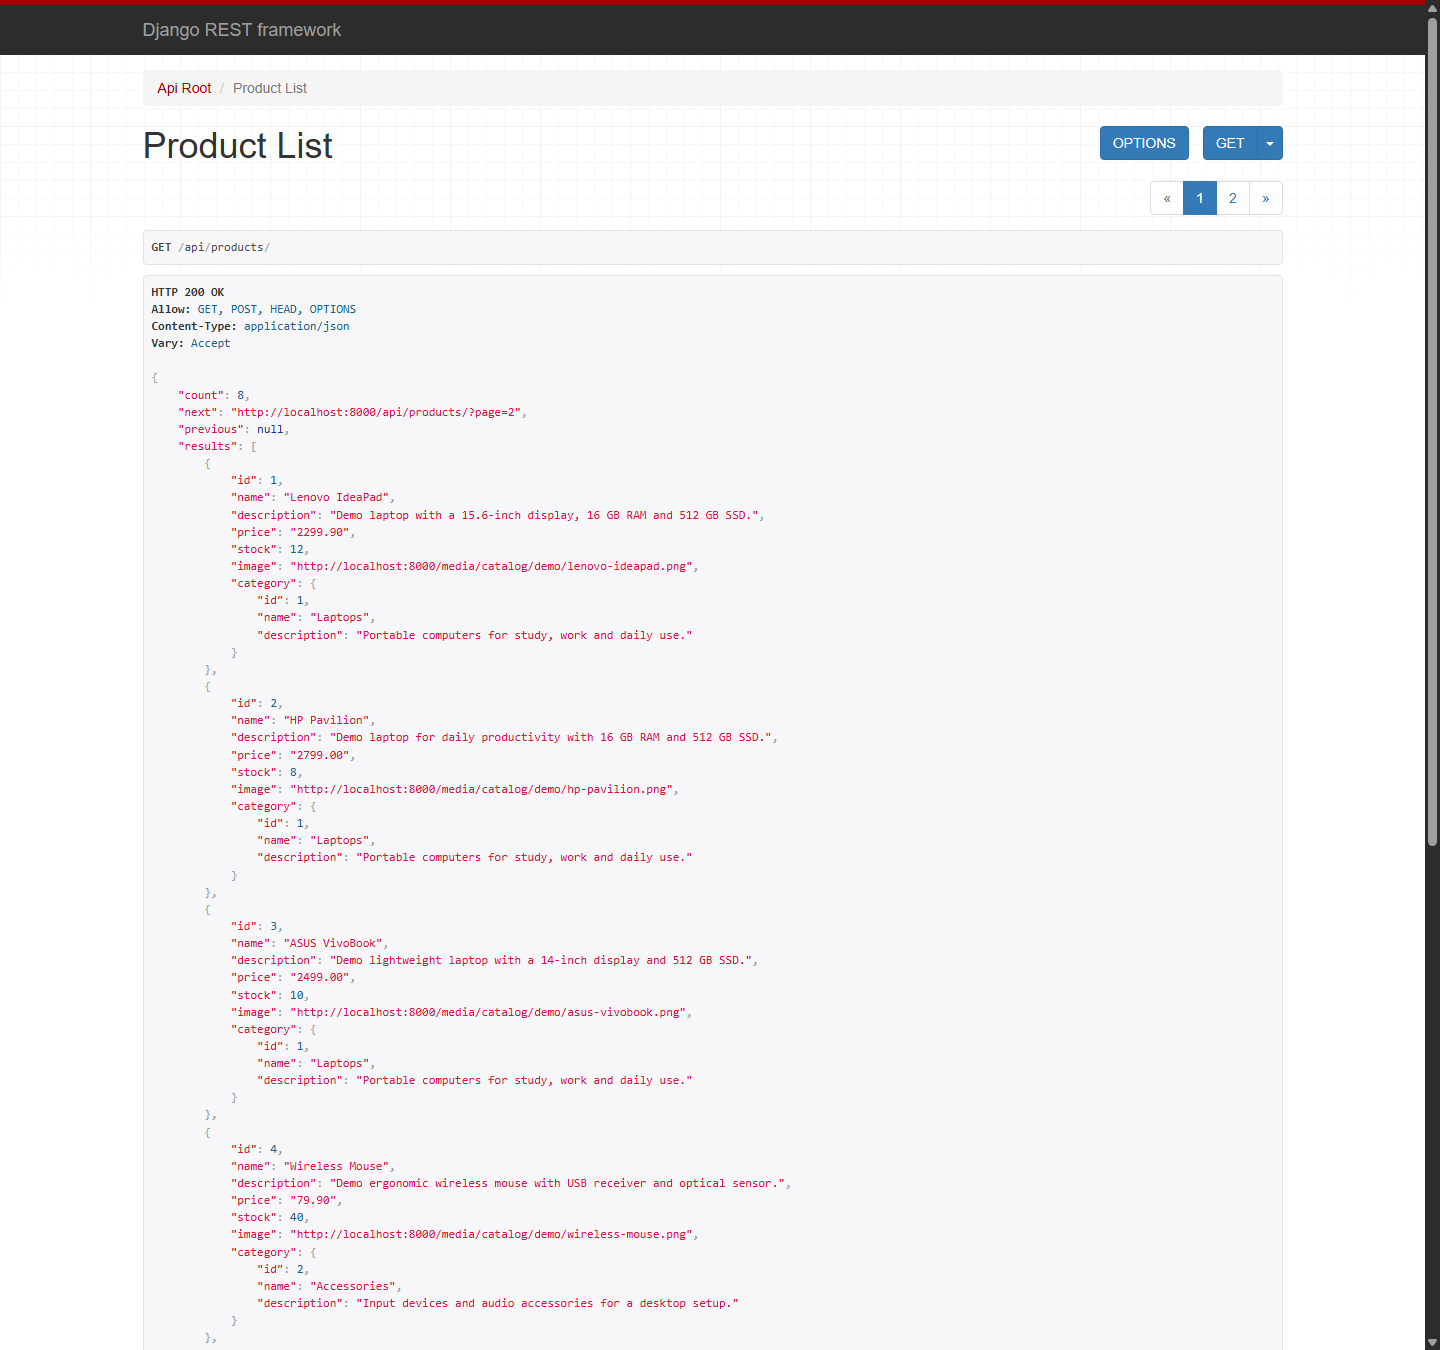 Django REST framework
Api Root / Product List
Product List
OPTIONS GET
« 1 2 »
GET /api/products/
HTTP 200 OK
Allow: GET, POST, HEAD, OPTIONS
Content-Type: application/json
Vary: Accept
{
"count": 8,
"next": "http://localhost:8000/api/products/?page=2",
"previous": null,
"results": [
{
"id": 1,
"name": "Lenovo IdeaPad",
"description": "Demo laptop with a 15.6-inch display, 16 GB RAM and 512 GB SSD.",
"price": "2299.90",
"stock": 12,
"image": "http://localhost:8000/media/catalog/demo/lenovo-ideapad.png",
"category": {
"id": 1,
"name": "Laptops",
"description": "Portable computers for study, work and daily use."
}
},
{
"id": 2,
"name": "HP Pavilion",
"description": "Demo laptop for daily productivity with 16 GB RAM and 512 GB SSD.",
"price": "2799.00",
"stock": 8,
"image": "http://localhost:8000/media/catalog/demo/hp-pavilion.png",
"category": {
"id": 1,
"name": "Laptops",
"description": "Portable computers for study, work and daily use."
}
},
{
"id": 3,
"name": "ASUS VivoBook",
"description": "Demo lightweight laptop with a 14-inch display and 512 GB SSD.",
"price": "2499.00",
"stock": 10,
"image": "http://localhost:8000/media/catalog/demo/asus-vivobook.png",
"category": {
"id": 1,
"name": "Laptops",
"description": "Portable computers for study, work and daily use."
}
},
{
"id": 4,
"name": "Wireless Mouse",
"description": "Demo ergonomic wireless mouse with USB receiver and optical sensor.",
"price": "79.90",
"stock": 40,
"image": "http://localhost:8000/media/catalog/demo/wireless-mouse.png",
"category": {
"id": 2,
"name": "Accessories",
"description": "Input devices and audio accessories for a desktop setup."
}
},